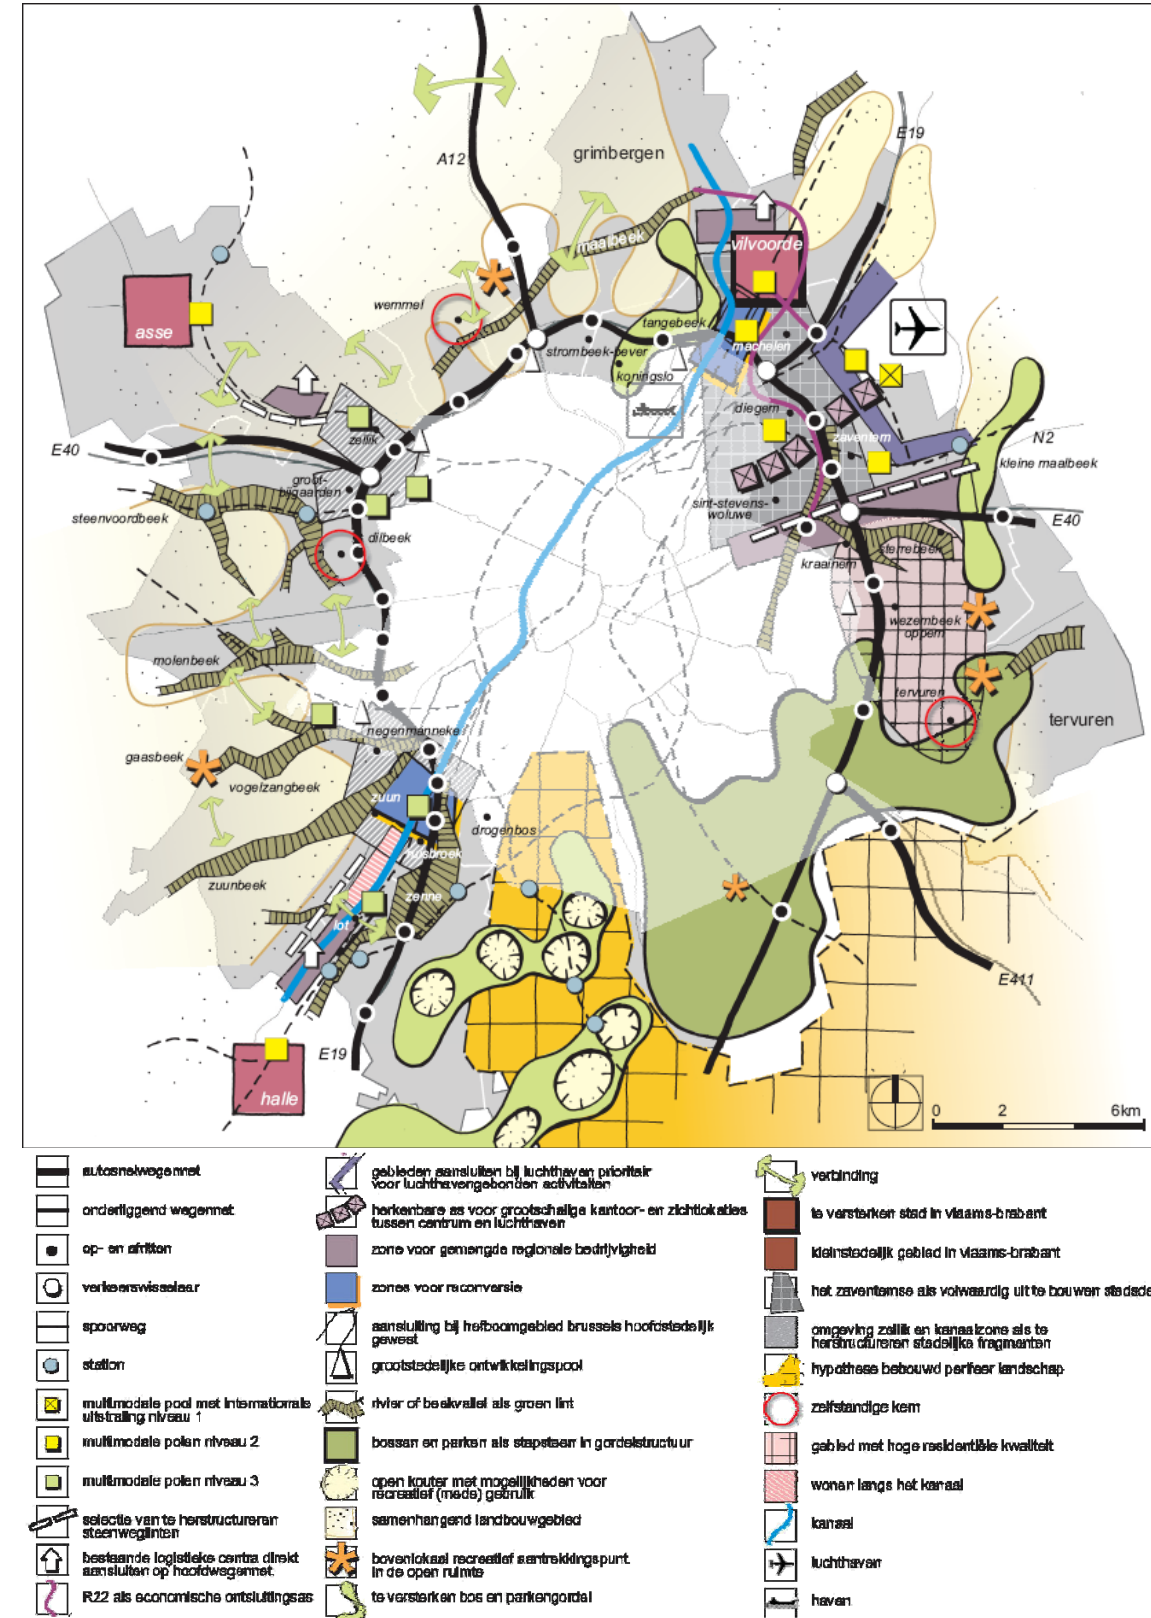 grimbergen
E19
A12
maalbeek
vilvoorde
wemmel
asse
tangebeek
strombeek-bever
machelen
koningslo
diegem
zellik
zaventem
N2
E40
kleine maalbeek
groot-
bijgaarden
steenvoordbeek
sint-stevens-
woluwe
E40
dilbeek
sterrebeek
kraainem
wezembeek
oppem
molenbeek
tervuren
tervuren
negenmanneke
gaasbeek
vogelzangbeek
zuun
drogenbos
ruisbroek
zuunbeek
zenne
lot
E411
E19
halle
0 2 6km
autosnelwegennet
onderliggend wegennet
op- en afritten
verkeerswisselaar
spoorweg
station
multimodale pool met internationale
uitstraling niveau 1
multimodale polen niveau 2
multimodale polen niveau 3
selectie van te herstructureren
steenweglinten
bestaande logistieke centra direkt
aansluiten op hoofdwegennet.
R22 als economische ontsluitingsas
gebieden aansluiten bij luchthaven prioritair
voor luchthavengebonden activiteiten
herkenbare as voor grootschalige kantoor- en zichtlokaties
tussen centrum en luchthaven
zone voor gemengde regionale bedrijvigheid
zones voor reconversie
aansluiting bij hefboomgebied brussels hoofdstedelijk
gewest
grootstedelijke ontwikkelingspool
rivier of beekvallei als groen lint
bossen en parken als stapsteen in gordelstructuur
open kouter met mogelijkheden voor
recreatief (mede) gebruik
samenhangend landbouwgebied
bovenlokaal recreatief aantrekkingspunt.
in de open ruimte
te versterken bos en parkengordel
verbinding
te versterken stad in vlaams-brabant
kleinstedelijk gebied in vlaams-brabant
het zaventemse als volwaardig uit te bouwen stadsde
omgeving zellik en kanaalzone als te
herstructureren stedelijke fragmenten
hypothese bebouwd perifeer landschap
zelfstandige kern
gebied met hoge residentiële kwaliteit
wonen langs het kanaal
kanaal
luchthaven
haven